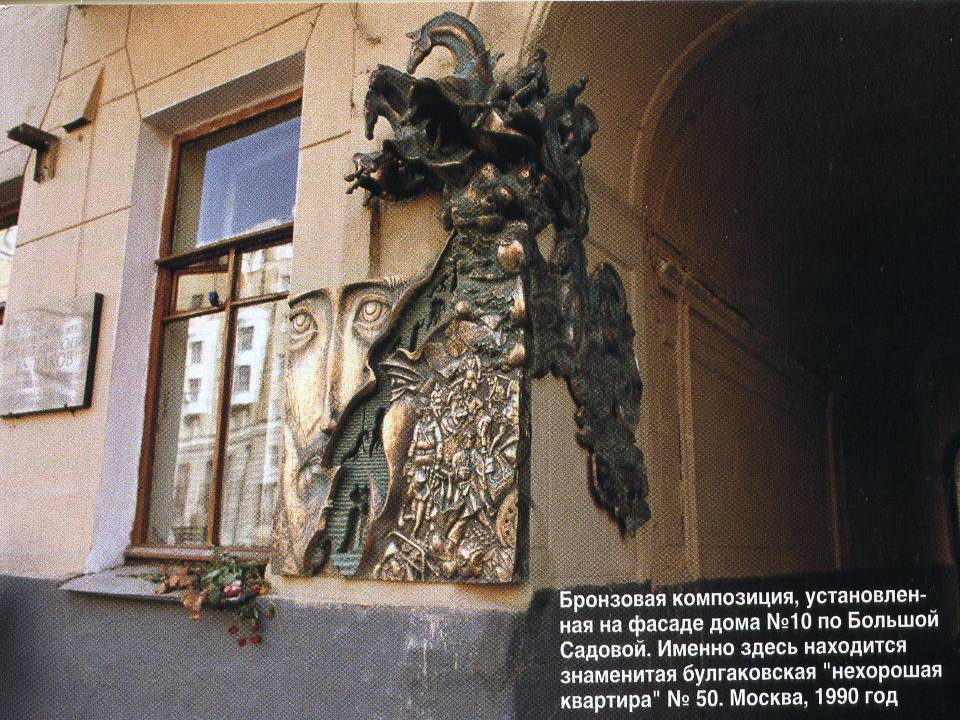 Бронзовая композиция, установлен-
ная на фасаде дома №10 по Большой
Садовой. Именно здесь находится
знаменитая булгаковская "нехорошая
квартира" № 50. Москва, 1990 год